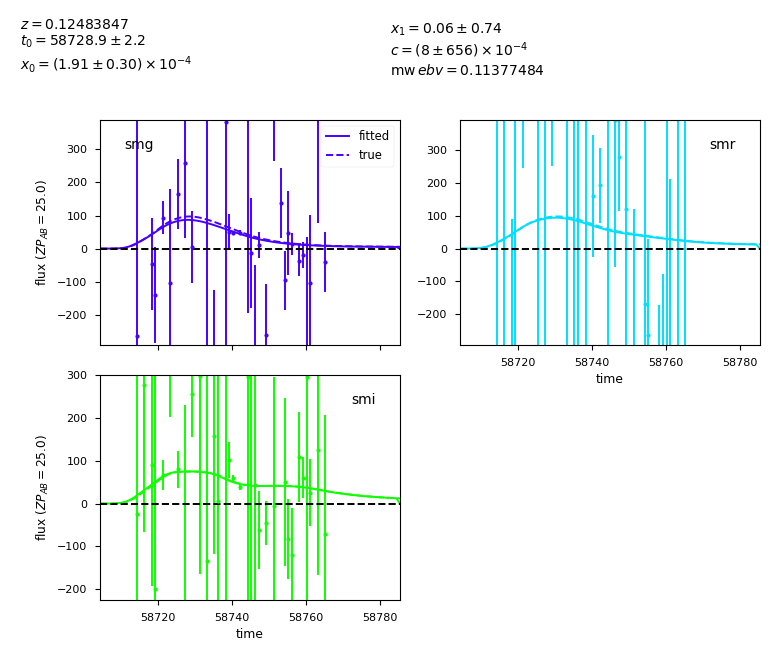 z = 0.12483847
t₀ = 58728.9 ± 2.2
x₀ = (1.91 ± 0.30) × 10⁻⁴
x₁ = 0.06 ± 0.74
c = (8 ± 656) × 10⁻⁴
mw ebv = 0.11377484
smg
fitted
true
flux (ZP_AB = 25.0)
300
200
100
0
−100
−200
smr
300
200
100
0
−100
−200
58720 58740 58760 58780
time
smi
flux (ZP_AB = 25.0)
300
200
100
0
−100
−200
58720 58740 58760 58780
time